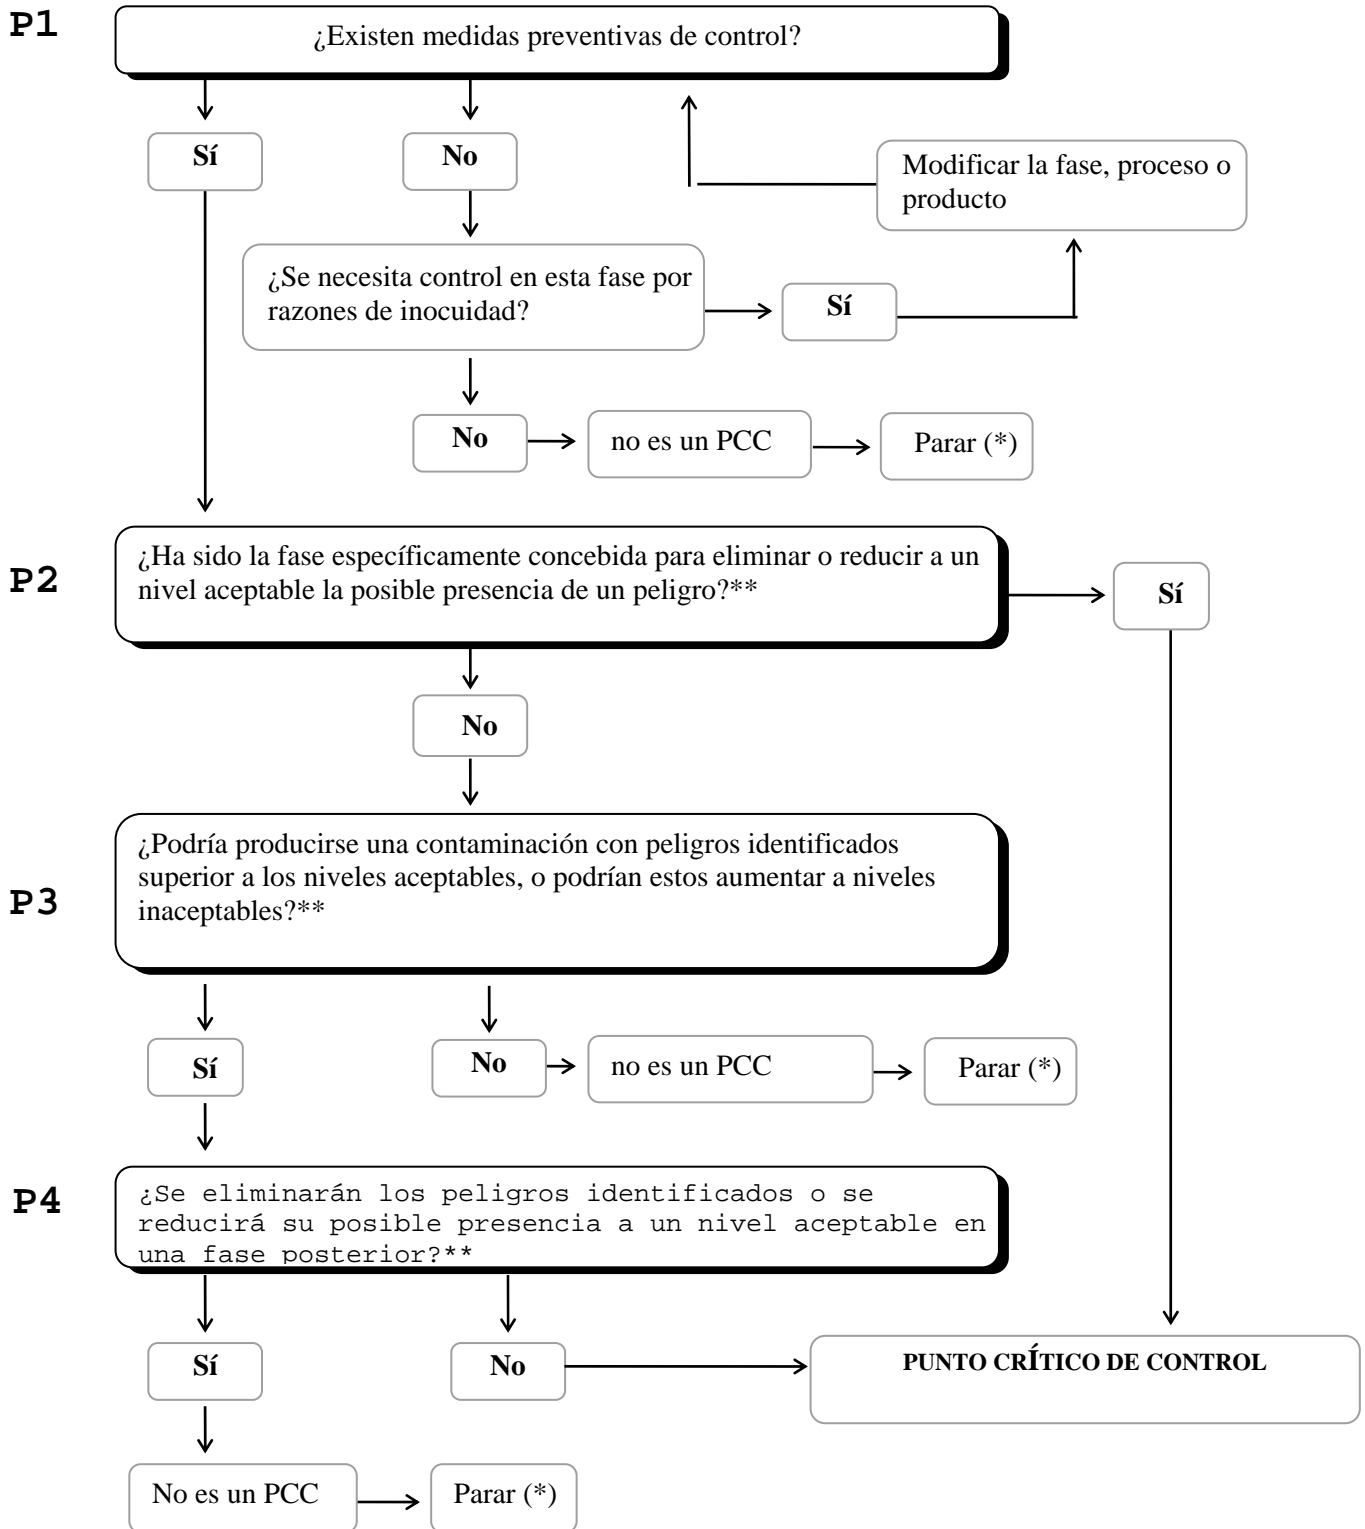 P1
¿Existen medidas preventivas de control?
Sí
No
Modificar la fase, proceso o
producto
¿Se necesita control en esta fase por
razones de inocuidad?
Sí
No
no es un PCC
Parar (*)
P2
¿Ha sido la fase específicamente concebida para eliminar o reducir a un
nivel aceptable la posible presencia de un peligro?**
Sí
No
P3
¿Podría producirse una contaminación con peligros identificados
superior a los niveles aceptables, o podrían estos aumentar a niveles
inaceptables?**
Sí
No
no es un PCC
Parar (*)
P4
¿Se eliminarán los peligros identificados o se
reducirá su posible presencia a un nivel aceptable en
una fase posterior?**
Sí
No
PUNTO CRÍTICO DE CONTROL
No es un PCC
Parar (*)